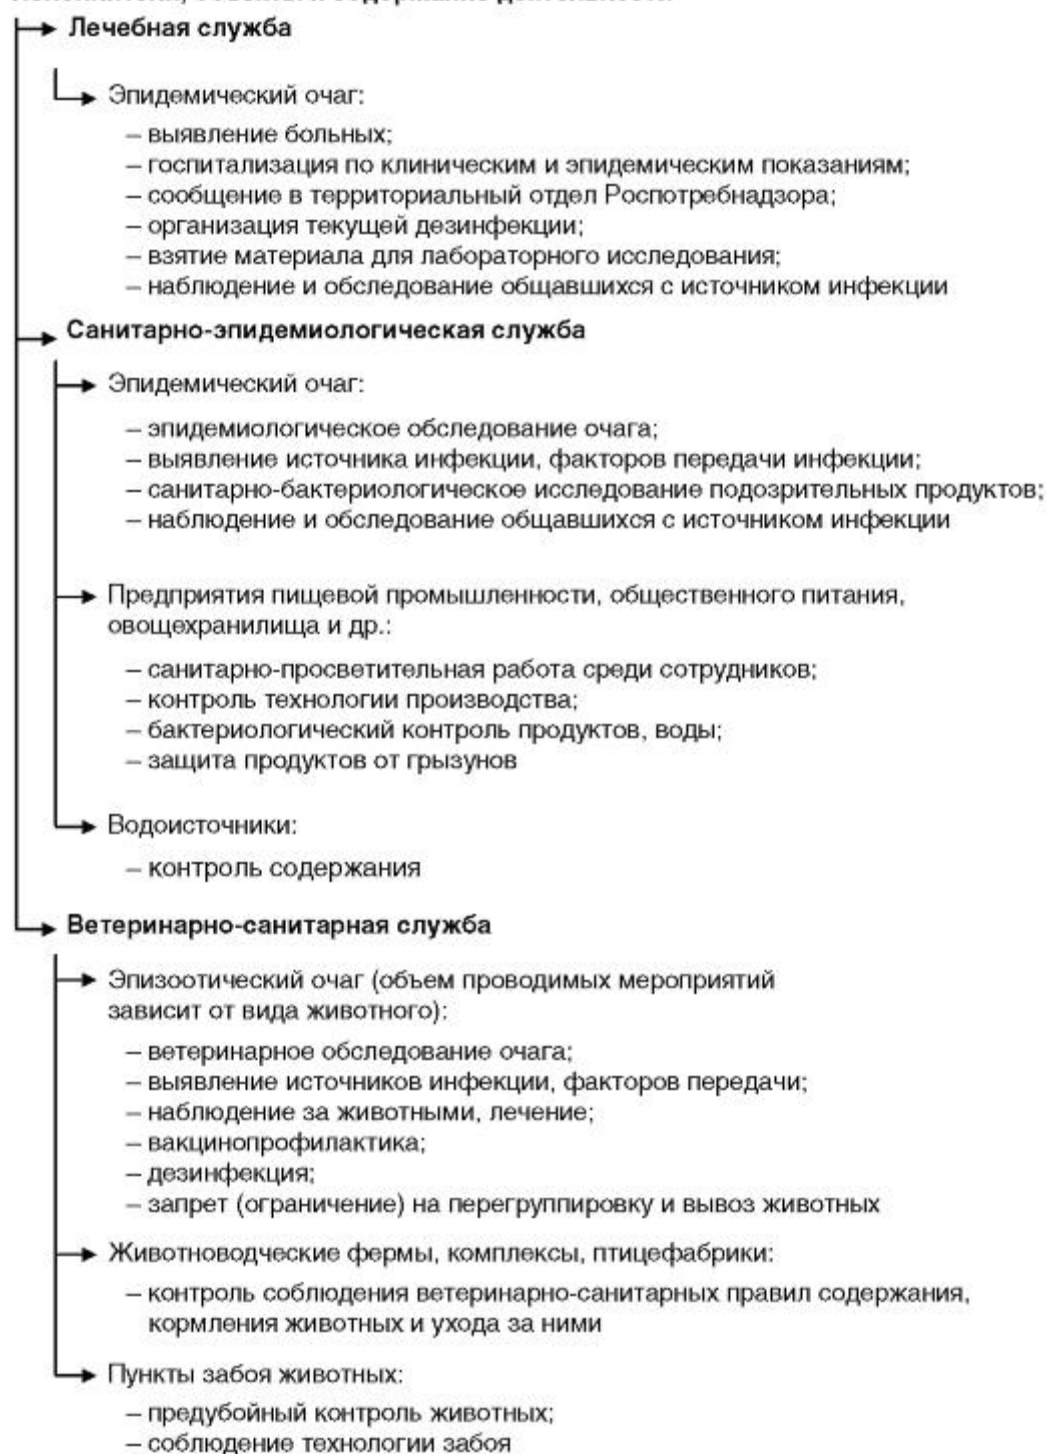 Лечебная служба
Эпидемический очаг:
– выявление больных;
– госпитализация по клиническим и эпидемическим показаниям;
– сообщение в территориальный отдел Роспотребнадзора;
– организация текущей дезинфекции;
– взятие материала для лабораторного исследования;
– наблюдение и обследование общавшихся с источником инфекции
Санитарно-эпидемиологическая служба
Эпидемический очаг:
– эпидемиологическое обследование очага;
– выявление источника инфекции, факторов передачи инфекции;
– санитарно-бактериологическое исследование подозрительных продуктов;
– наблюдение и обследование общавшихся с источником инфекции
Предприятия пищевой промышленности, общественного питания,
овощехранилища и др.:
– санитарно-просветительная работа среди сотрудников;
– контроль технологии производства;
– бактериологический контроль продуктов, воды;
– защита продуктов от грызунов
Водоисточники:
– контроль содержания
Ветеринарно-санитарная служба
Эпизоотический очаг (объем проводимых мероприятий
зависит от вида животного):
– ветеринарное обследование очага;
– выявление источников инфекции, факторов передачи;
– наблюдение за животными, лечение;
– вакцинопрофилактика;
– дезинфекция;
– запрет (ограничение) на перегруппировку и вывоз животных
Животноводческие фермы, комплексы, птицефабрики:
– контроль соблюдения ветеринарно-санитарных правил содержания,
кормления животных и ухода за ними
Пункты забоя животных:
– предубойный контроль животных;
– соблюдение технологии забоя